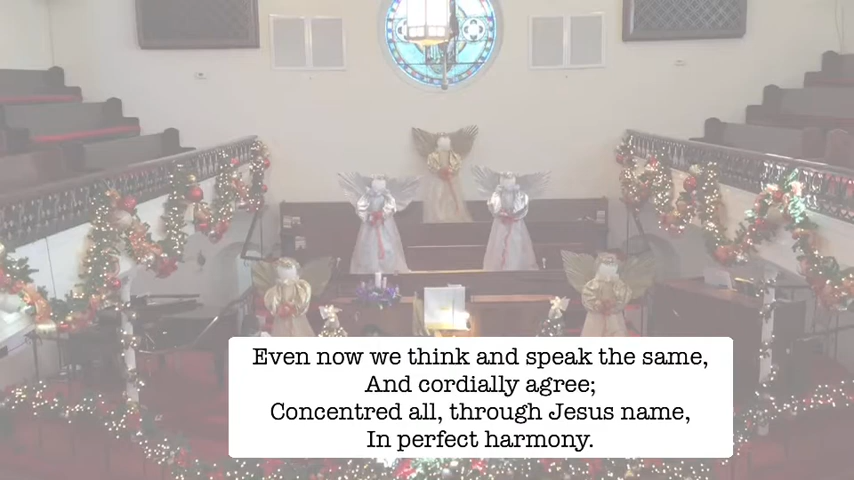 Even now we think and speak the same,
And cordially agree;
Concentred all, through Jesus name,
In perfect harmony.